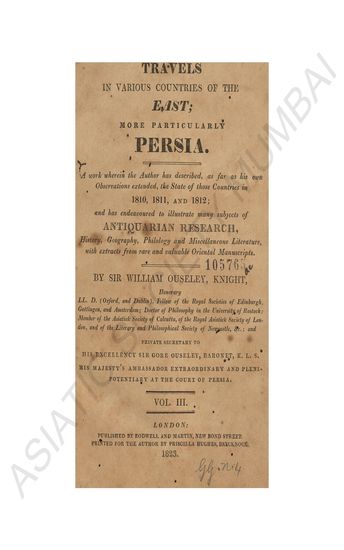 TRAVELS
IN VARIOUS COUNTRIES OF THE
EAST;
MORE PARTICULARLY
PERSIA.
A work wherein the Author has described, as far as his own
Observations extended, the State of those Countries in
1810, 1811, AND 1812;
and has endeavoured to illustrate many subjects of
ANTIQUARIAN RESEARCH,
History, Geography, Philology and Miscellaneous Literature,
with extracts from rare and valuable Oriental Manuscripts.
105765
BY SIR WILLIAM OUSELEY, KNIGHT,
Honorary
LL. D. (Oxford, and Dublin), Fellow of the Royal Societies of Edinburgh,
Gottingen, and Amsterdam; Doctor of Philosophy in the University of Rostock;
Member of the Asiatick Society of Calcutta, of the Royal Asiatick Society of Lon-
don, and of the Literary and Philosophical Society of Newcastle, &c: and
PRIVATE SECRETARY TO
HIS EXCELLENCY SIR GORE OUSELEY, BARONET, K. L. S.
HIS MAJESTY'S AMBASSADOR EXTRAORDINARY AND PLENI-
POTENTIARY AT THE COURT OF PERSIA.
VOL III.
LONDON:
PUBLISHED BY RODWELL AND MARTIN, NEW BOND STREET.
PRINTED FOR THE AUTHOR BY PRISCILLA HUGHES, BRECKNOCK.
1823.